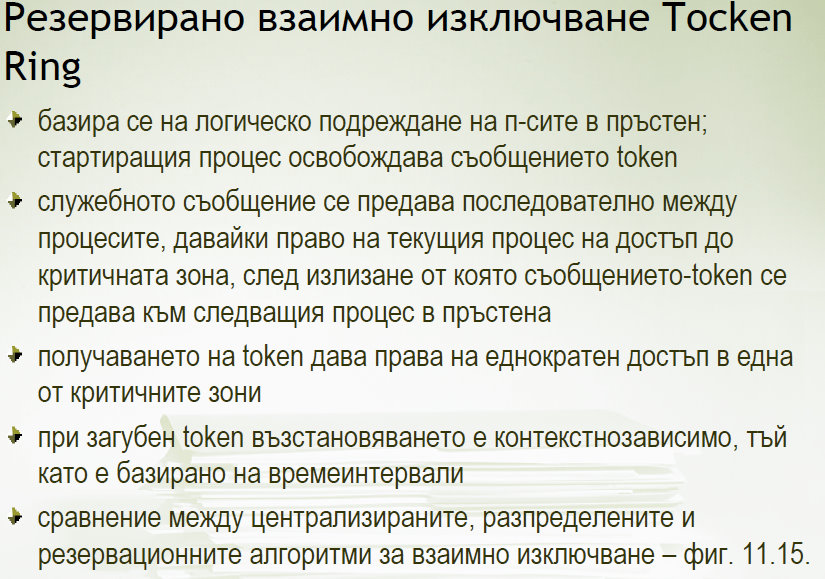 Резервирано взаимно изключване Tocken
Ring
базира се на логическо подреждане на п-сите в пръстен;
стартиращия процес освобождава съобщението token
служебното съобщение се предава последователно между
процесите, давайки право на текущия процес на достъп до
критичната зона, след излизане от която съобщението-token се
предава към следващия процес в пръстена
получаването на token дава права на еднократен достъп в една
от критичните зони
при загубен token възстановяването е контекстнозависимо, тъй
като е базирано на времеинтервали
сравнение между централизираните, разпределените и
резервационните алгоритми за взаимно изключване – фиг. 11.15.